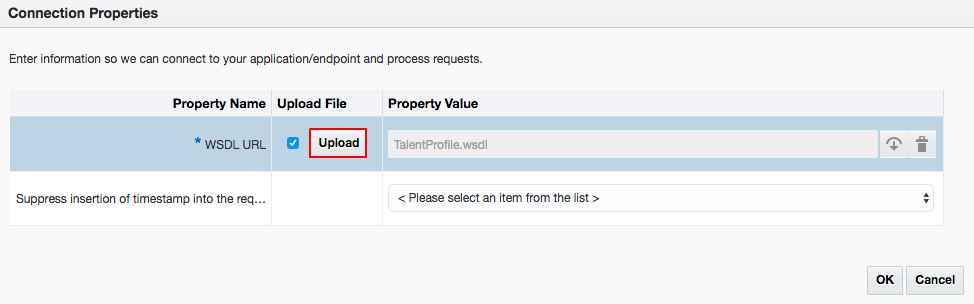 Connection Properties
Enter information so we can connect to your application/endpoint and process requests.
Property Name Upload File Property Value
* WSDL URL Upload TalentProfile.wsdl
Suppress insertion of timestamp into the req... < Please select an item from the list >
OK Cancel